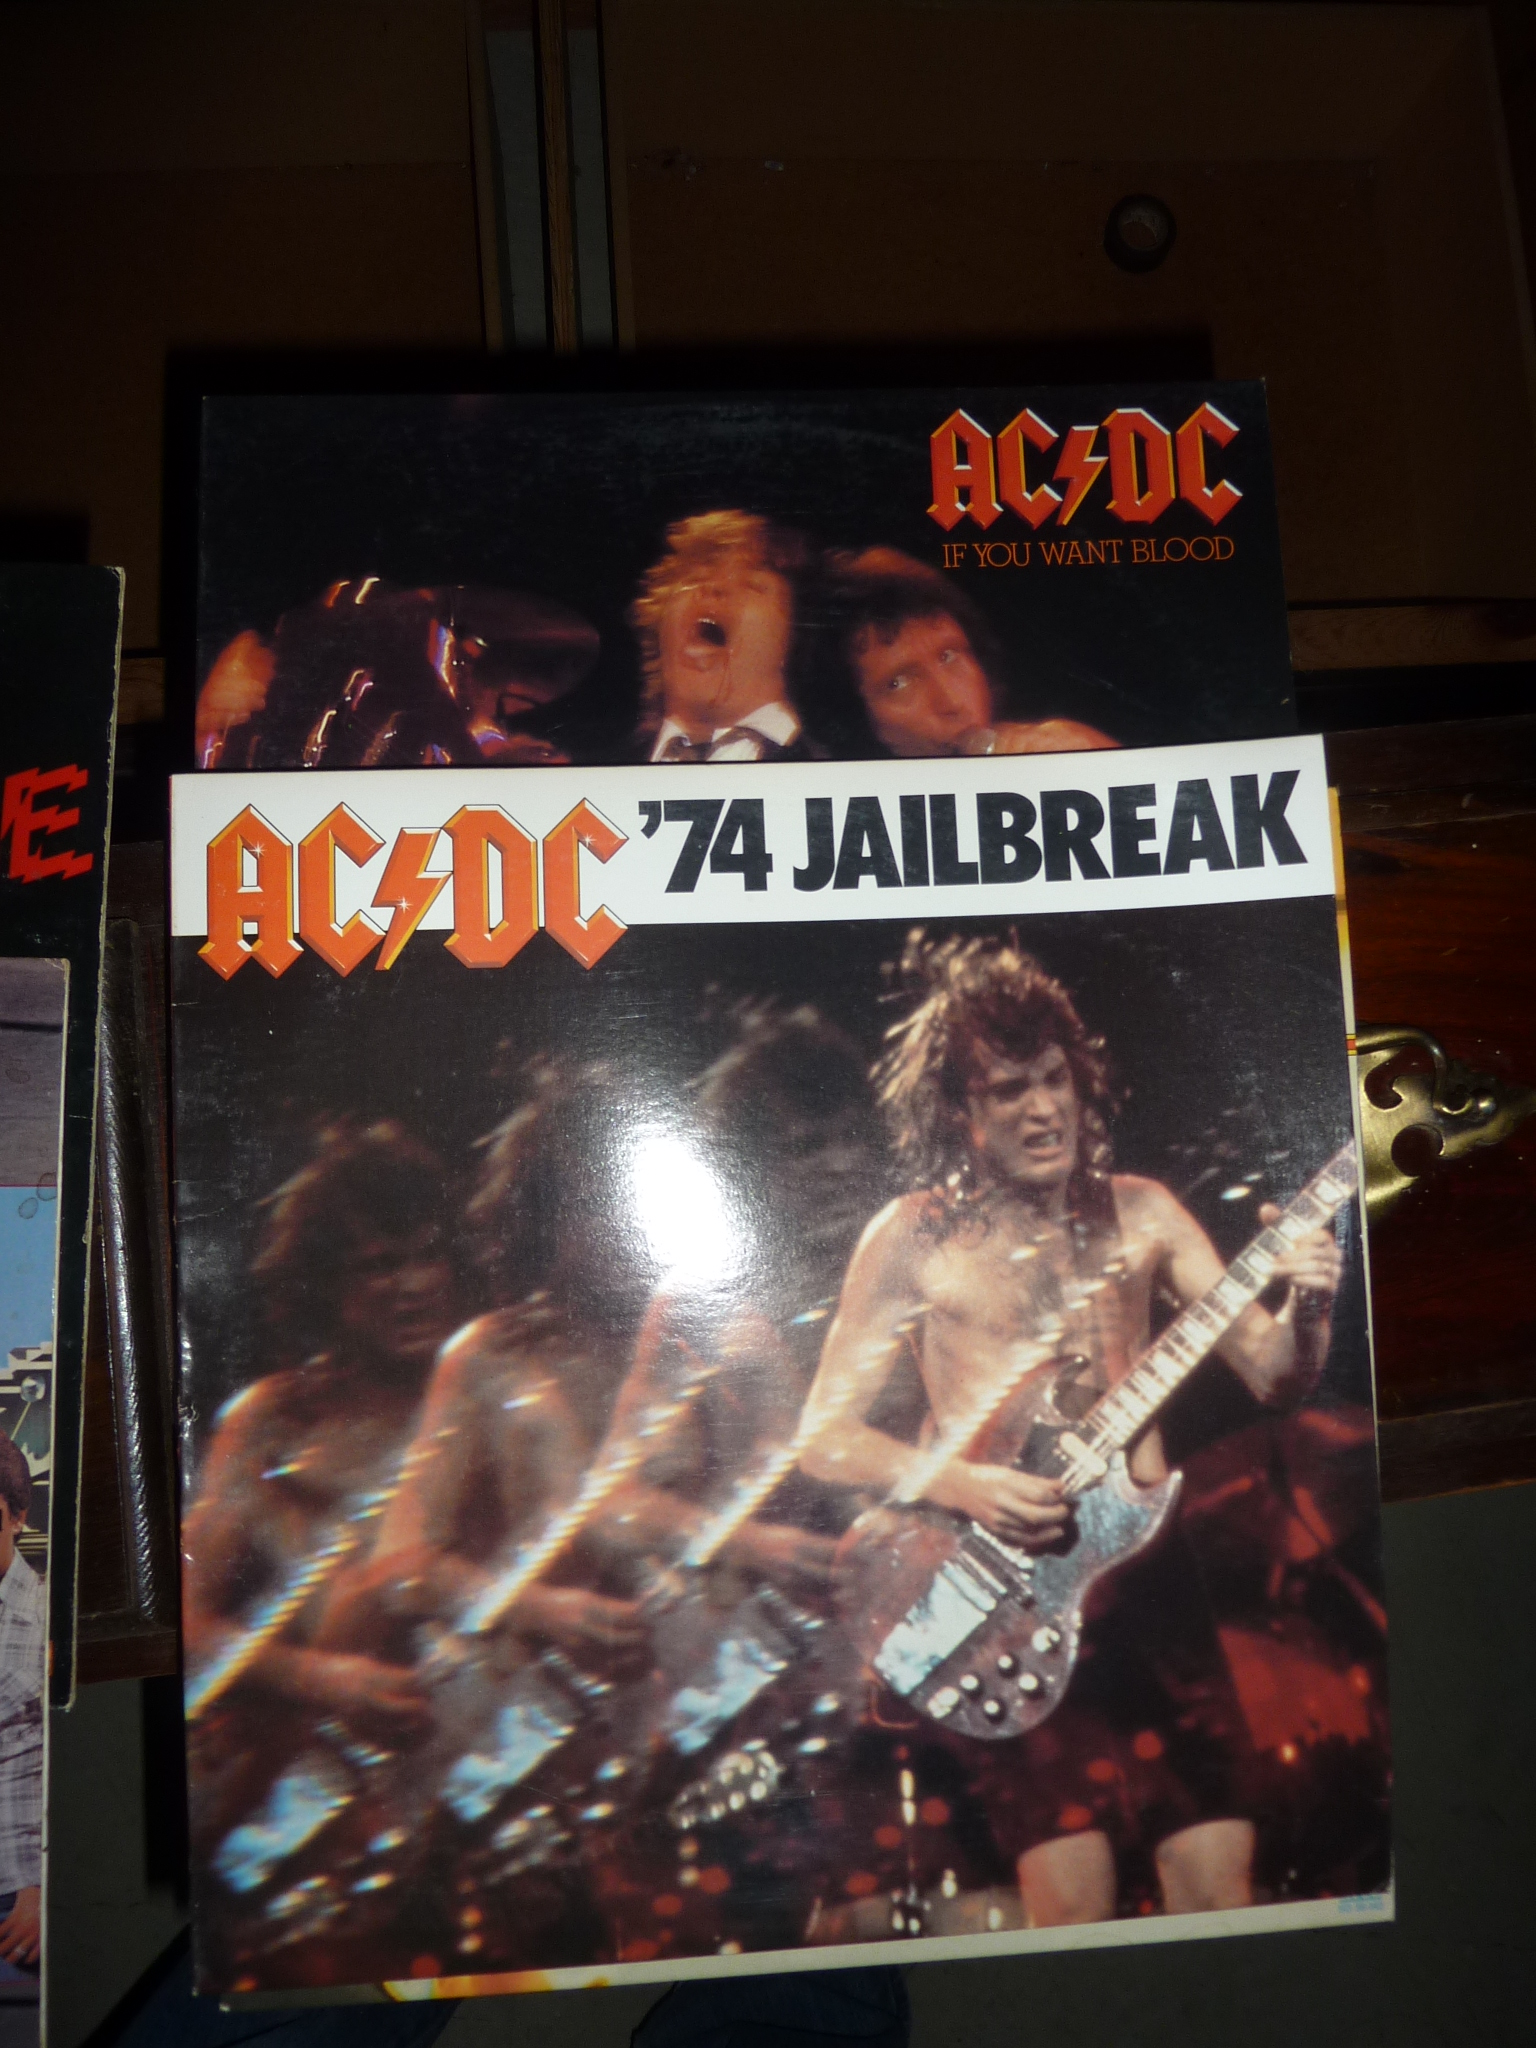 AC⚡DC
IF YOU WANT BLOOD
E
AC⚡DC '74 JAILBREAK